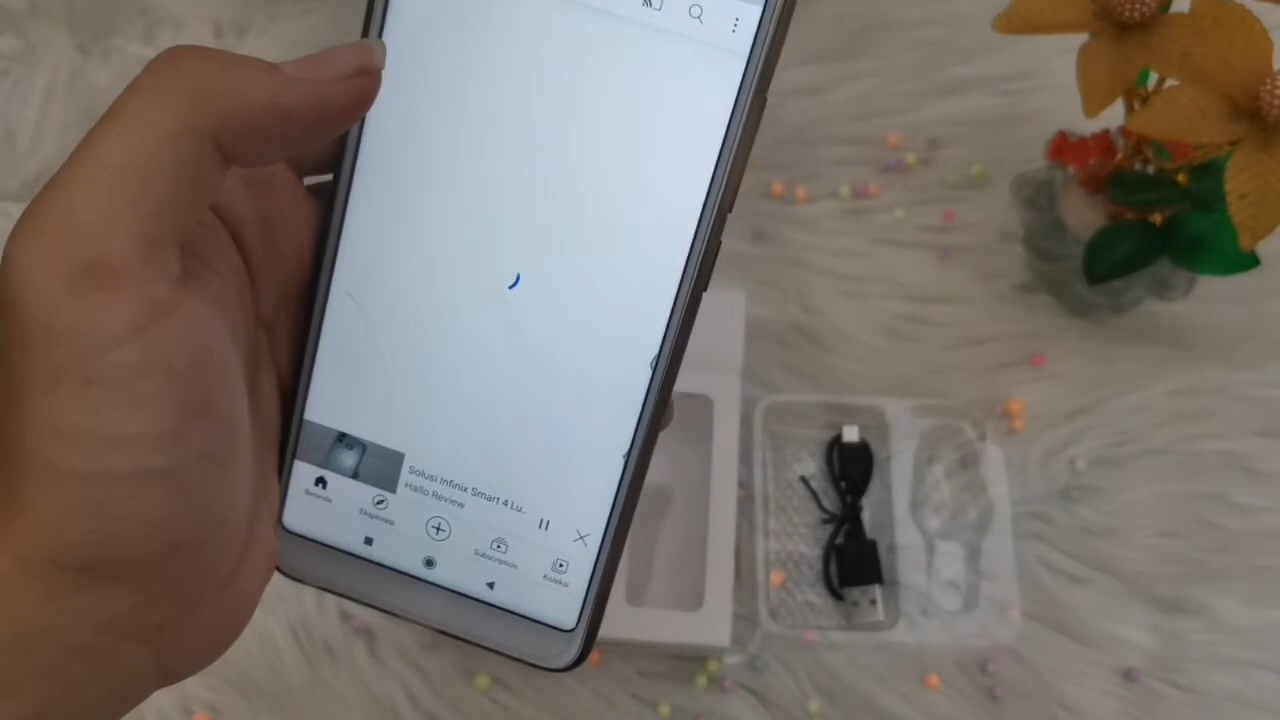 Solusi Infinix Smart 4 Lu..
Hallo Review
Beranda
Eksplorasi
Subscription
Koleksi